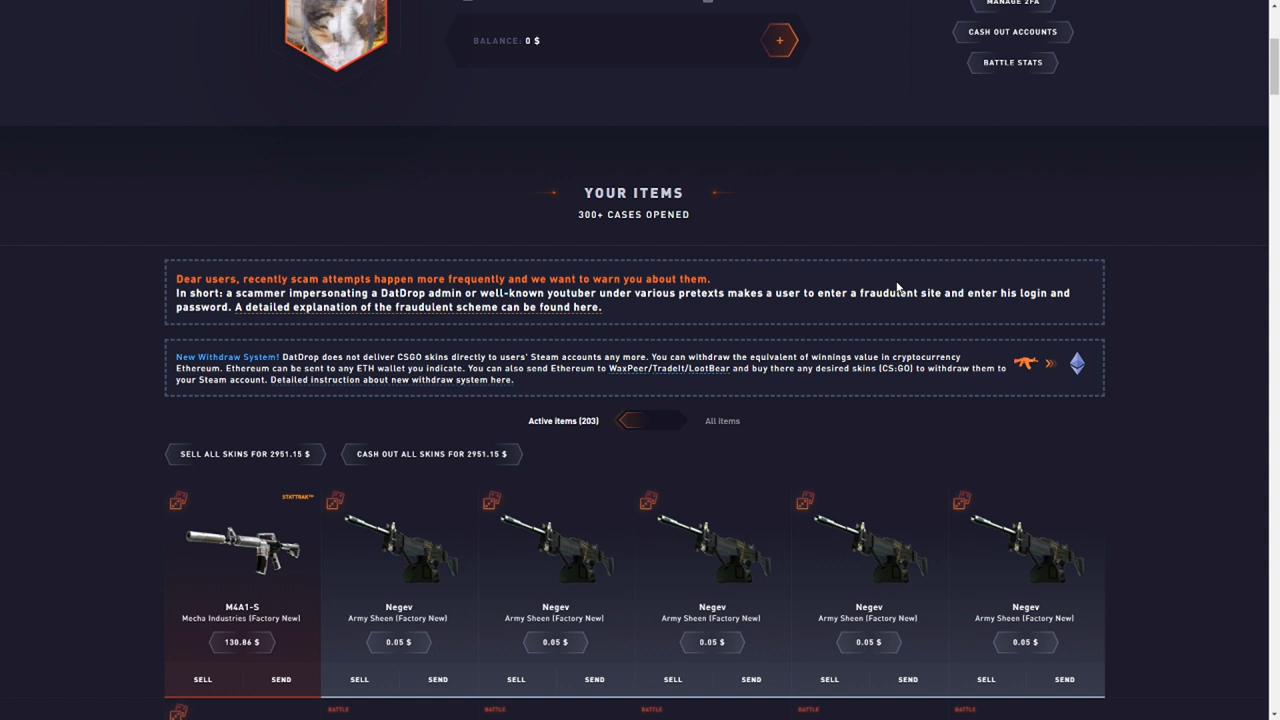 MANAGE 2FA
BALANCE: 0 $
+
CASH OUT ACCOUNTS
BATTLE STATS
YOUR ITEMS
300+ CASES OPENED
Dear users, recently scam attempts happen more frequently and we want to warn you about them.
In short: a scammer impersonating a DatDrop admin or well-known youtuber under various pretexts makes a user to enter a fraudulent site and enter his login and
password. A detailed explanation of the fraudulent scheme can be found here.
New Withdraw System! DatDrop does not deliver CSGO skins directly to users' Steam accounts any more. You can withdraw the equivalent of winnings value in cryptocurrency
Ethereum. Ethereum can be sent to any ETH wallet you indicate. You can also send Ethereum to WaxPeer/TradeIt/LootBear and buy there any desired skins (CS:GO) to withdraw them to
your Steam account. Detailed instruction about new withdraw system here.
Active items (203) All Items
SELL ALL SKINS FOR 2951.15 $ CASH OUT ALL SKINS FOR 2951.15 $
STATTRAK™
M4A1-S Negev Negev Negev Negev Negev
Mecha Industries (Factory New) Army Sheen (Factory New) Army Sheen (Factory New) Army Sheen (Factory New) Army Sheen (Factory New) Army Sheen (Factory New)
130.86 $ 0.05 $ 0.05 $ 0.05 $ 0.05 $ 0.05 $
SELL SEND SELL SEND SELL SEND SELL SEND SELL SEND SELL SEND
BATTLE BATTLE BATTLE BATTLE BATTLE